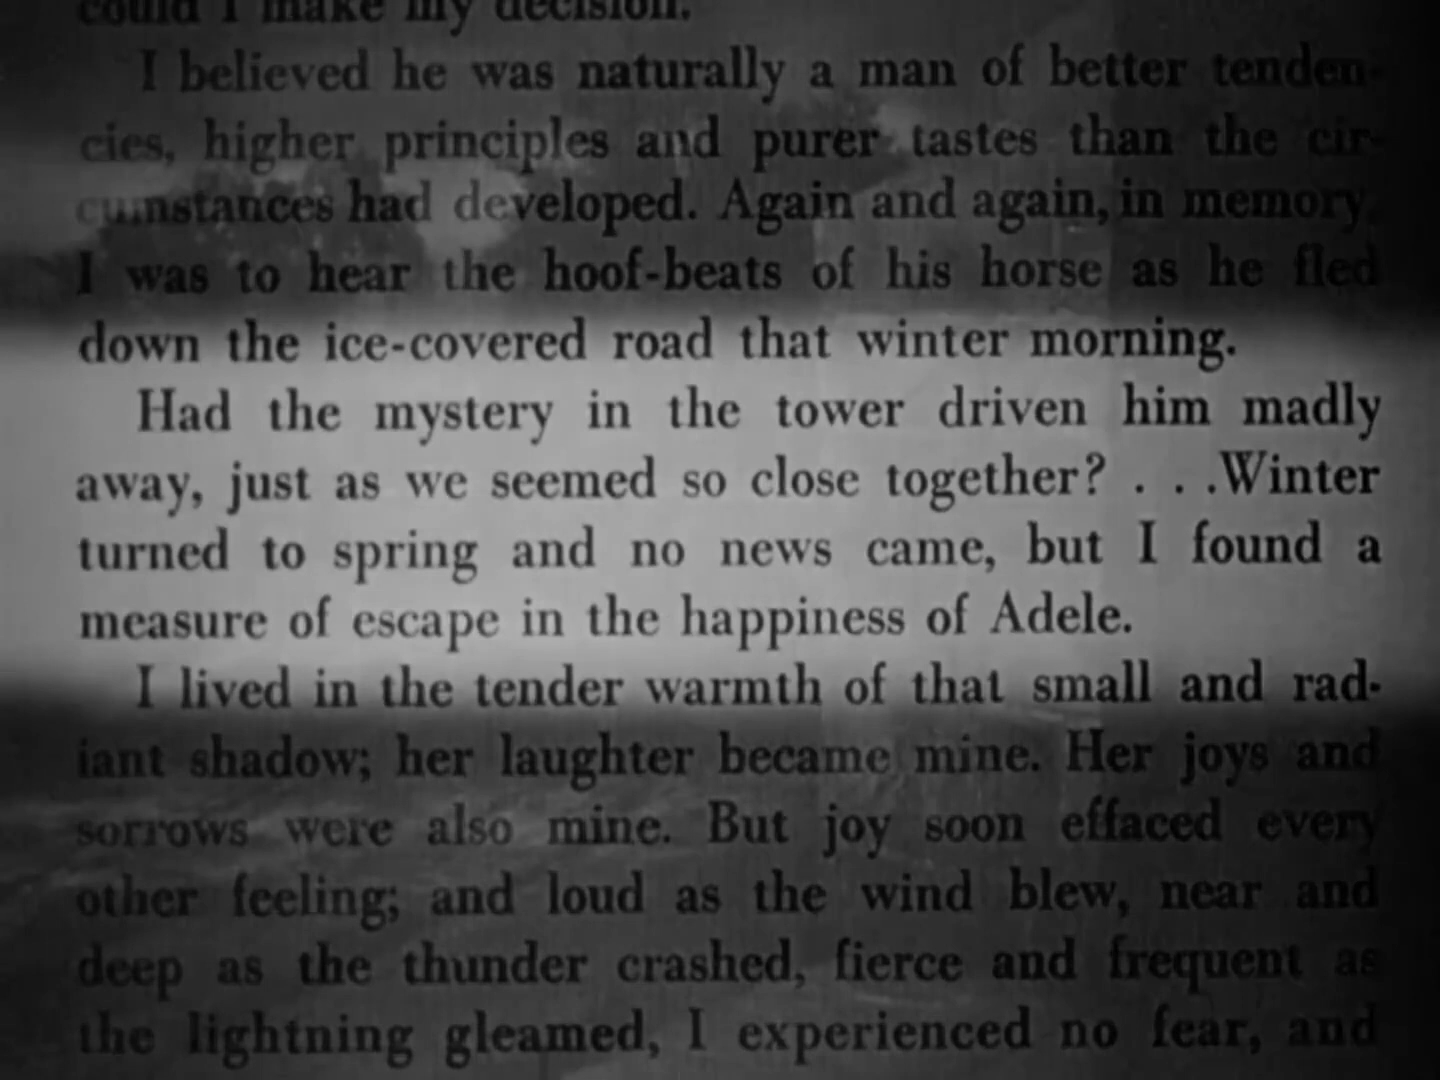 could I make my decision.
I believed he was naturally a man of better tenden-
cies, higher principles and purer tastes than the cir-
cumstances had developed. Again and again, in memory
I was to hear the hoof-beats of his horse as he fled
down the ice-covered road that winter morning.
Had the mystery in the tower driven him madly
away, just as we seemed so close together? . . .Winter
turned to spring and no news came, but I found a
measure of escape in the happiness of Adele.
I lived in the tender warmth of that small and rad-
iant shadow; her laughter became mine. Her joys and
sorrows were also mine. But joy soon effaced every
other feeling; and loud as the wind blew, near and
deep as the thunder crashed, fierce and frequent as
the lightning gleamed, I experienced no fear, and